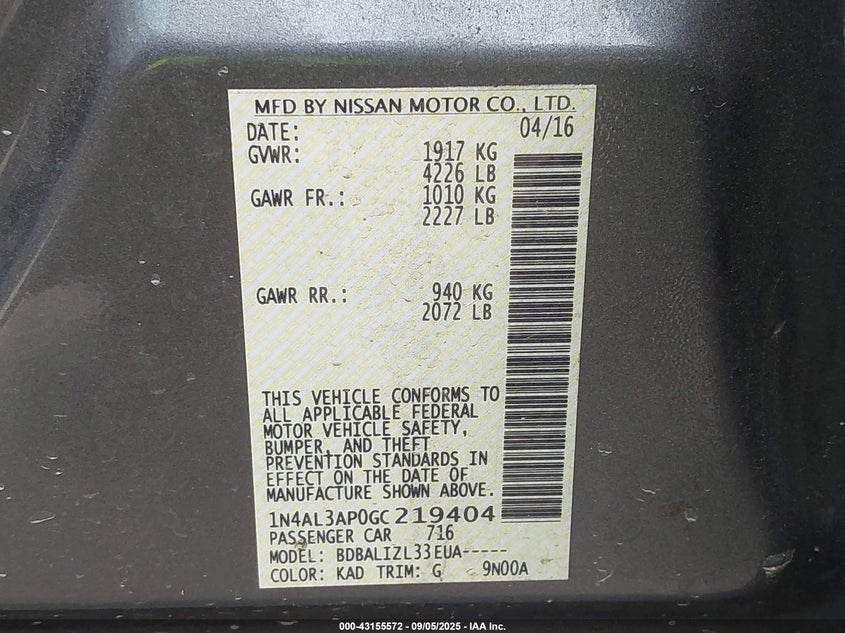 MFD BY NISSAN MOTOR CO., LTD.
DATE: 04/16
GVWR: 1917 KG
4226 LB
GAWR FR.: 1010 KG
2227 LB
GAWR RR.: 940 KG
2072 LB
THIS VEHICLE CONFORMS TO
ALL APPLICABLE FEDERAL
MOTOR VEHICLE SAFETY,
BUMPER, AND THEFT
PREVENTION STANDARDS IN
EFFECT ON THE DATE OF
MANUFACTURE SHOWN ABOVE.
1N4AL3AP0GC 219404
PASSENGER CAR 716
MODEL: BDBALIZL33EUA-----
COLOR: KAD TRIM: G 9N00A
000-43155572 - 09/05/2025 - IAA Inc.